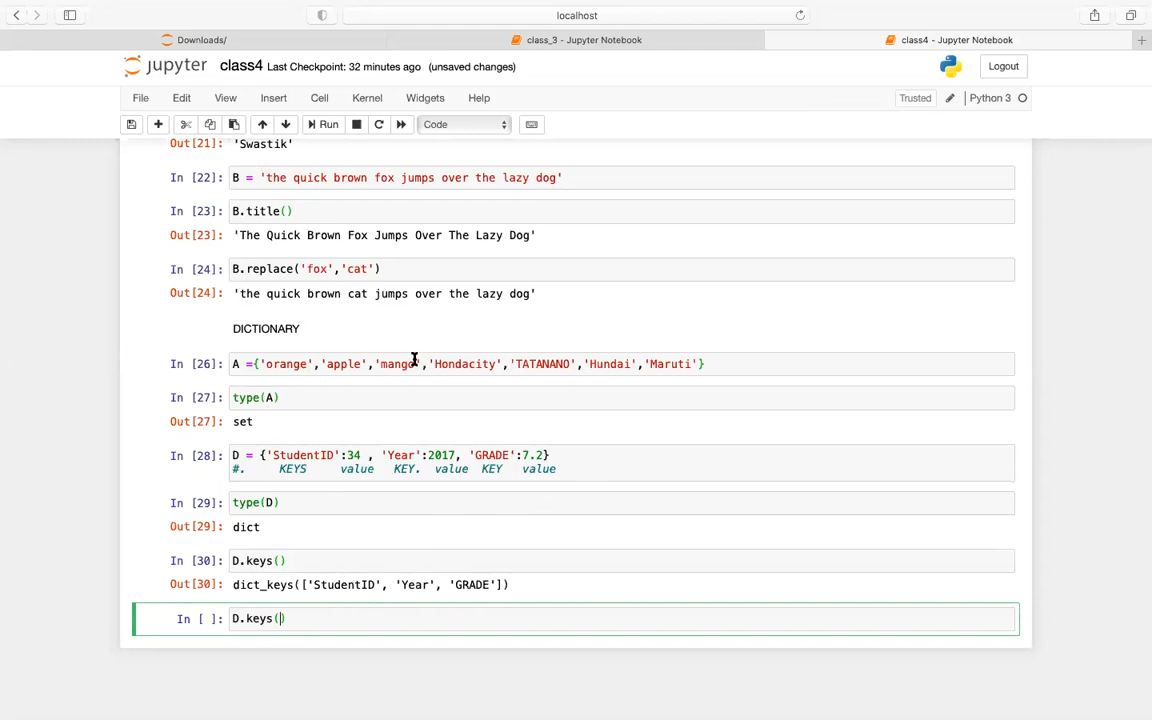 localhost
Downloads/
class_3 - Jupyter Notebook
class4 - Jupyter Notebook
jupyter class4 Last Checkpoint: 32 minutes ago (unsaved changes)
Logout
File Edit View Insert Cell Kernel Widgets Help
Trusted Python 3
Run Code
Out[21]: 'Swastik'
In [22]: B = 'the quick brown fox jumps over the lazy dog'
In [23]: B.title()
Out[23]: 'The Quick Brown Fox Jumps Over The Lazy Dog'
In [24]: B.replace('fox','cat')
Out[24]: 'the quick brown cat jumps over the lazy dog'
DICTIONARY
In [26]: A ={'orange','apple','mango','Hondacity','TATANANO','Hundai','Maruti'}
In [27]: type(A)
Out[27]: set
In [28]: D = {'StudentID':34 , 'Year':2017, 'GRADE':7.2}
#. KEYS value KEY. value KEY value
In [29]: type(D)
Out[29]: dict
In [30]: D.keys()
Out[30]: dict_keys(['StudentID', 'Year', 'GRADE'])
In [ ]: D.keys()